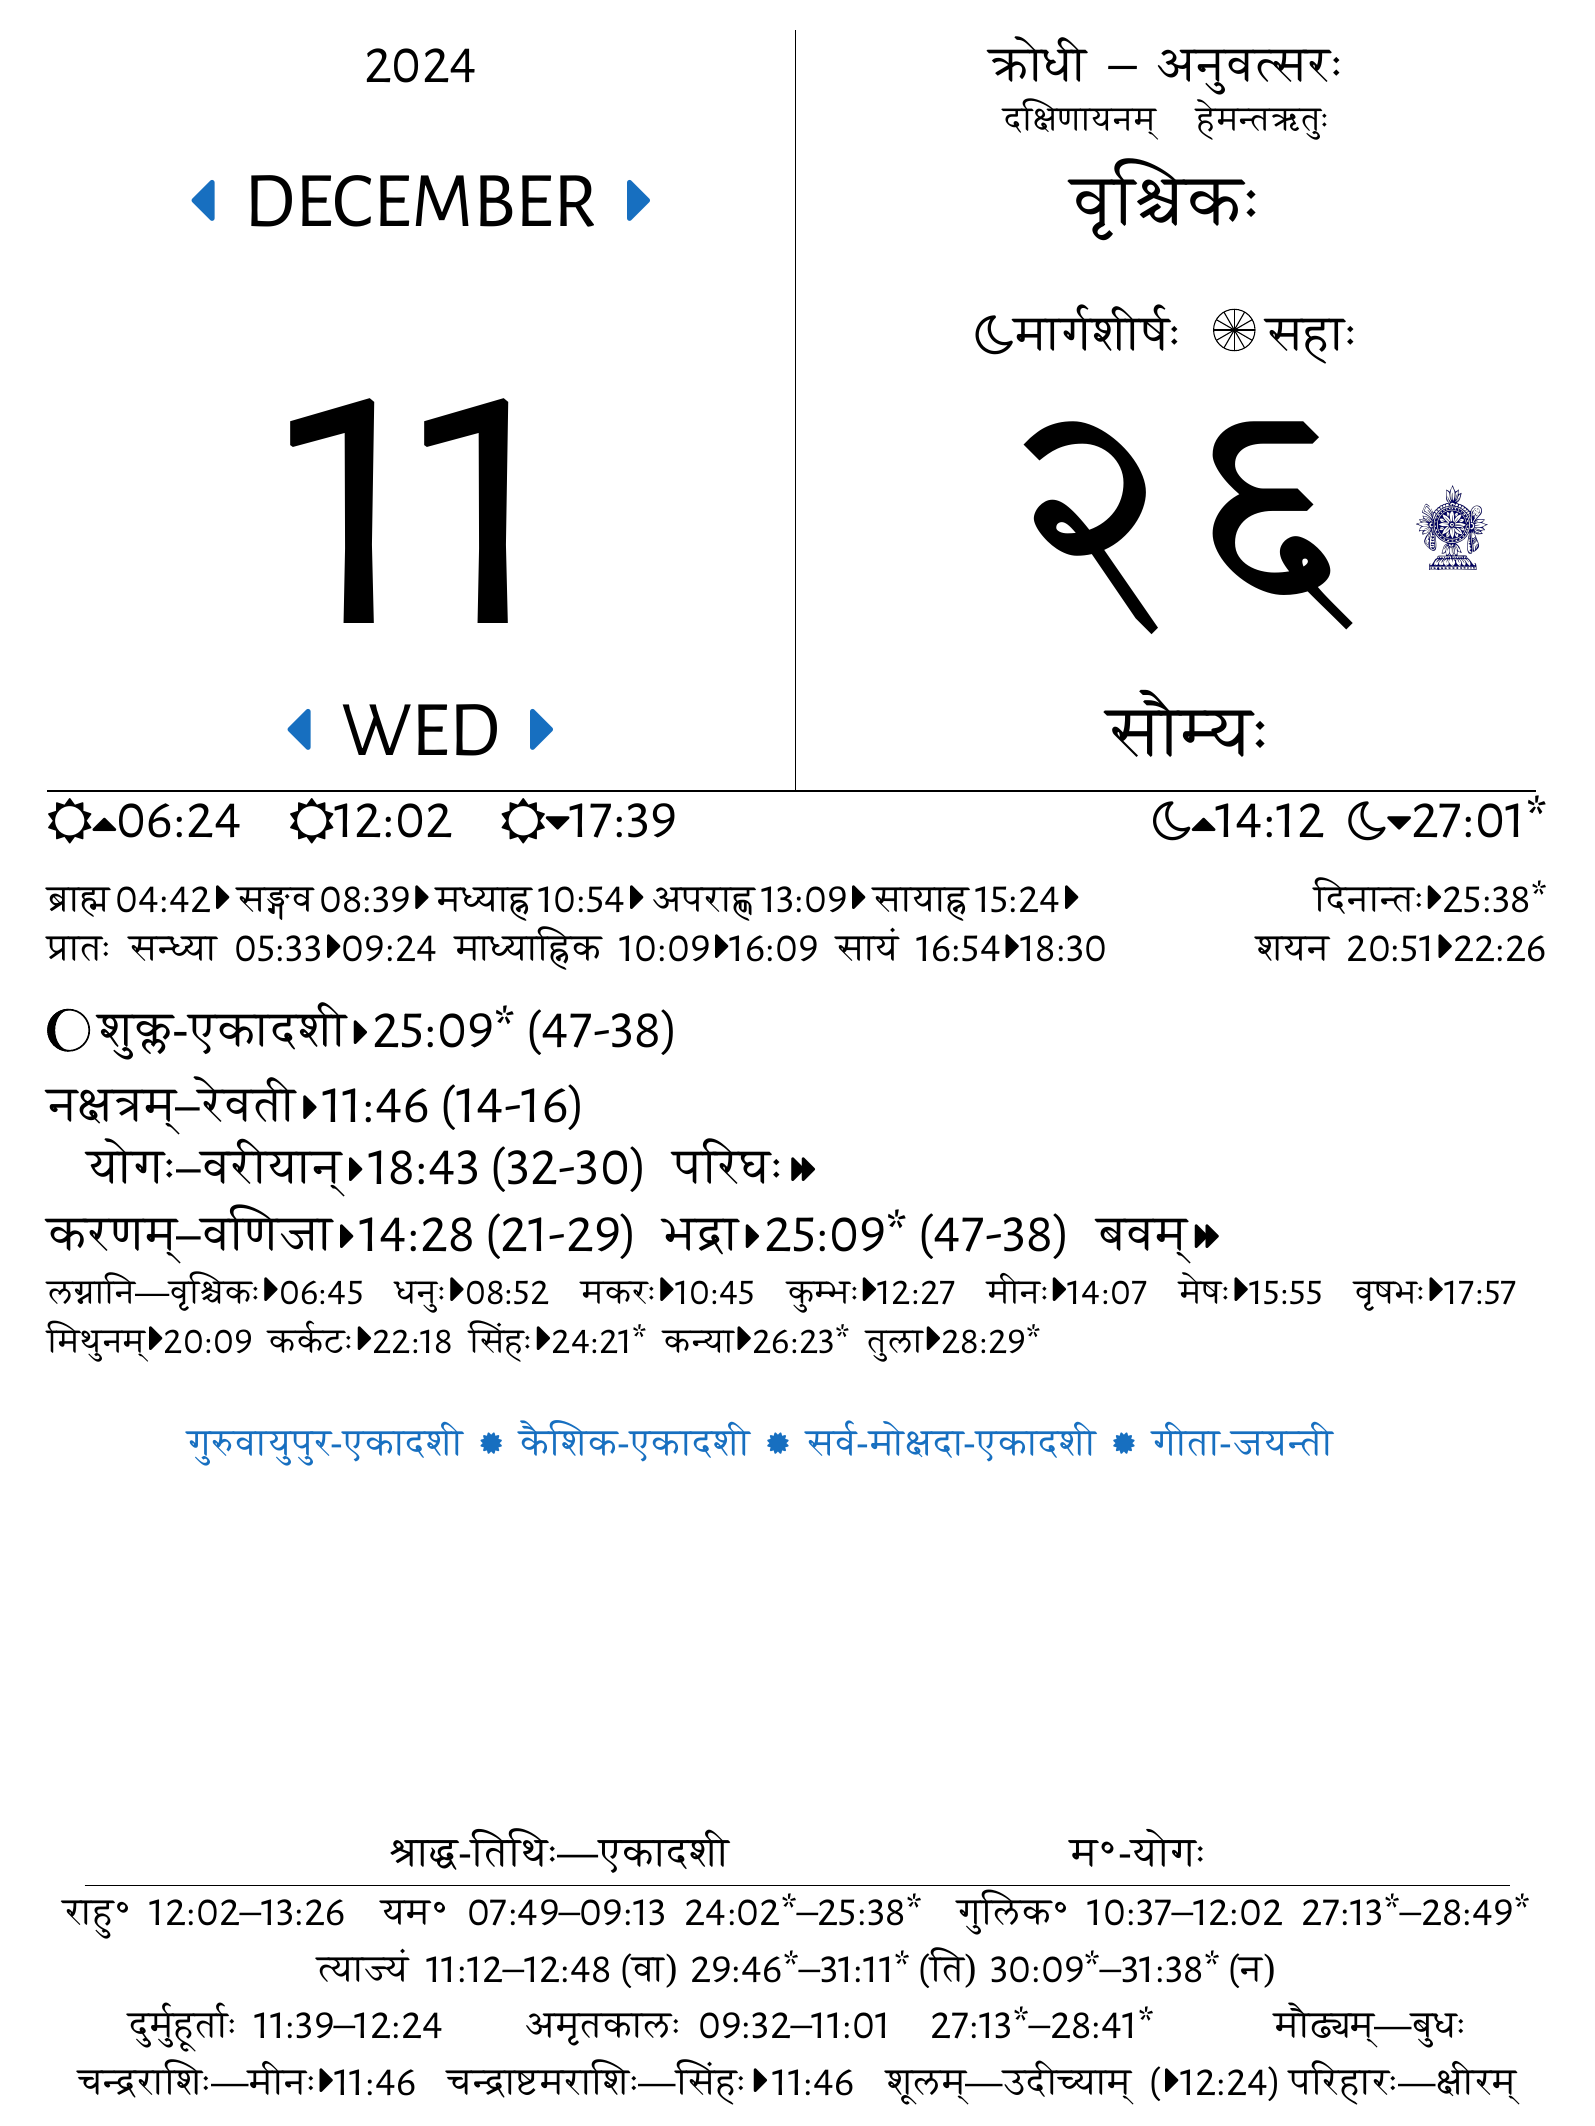 2024
DECEMBER
11
WED
क्रोधी – अनुवत्सरः
दक्षिणायनम् हेमन्तऋतुः
वृश्चिकः
मार्गशीर्षः सहाः
२६
सौम्यः
06:24 12:02 17:39 14:12 27:01*
ब्राह्म 04:42 सङ्गव 08:39 मध्याह्न 10:54 अपराह्ण 13:09 सायाह्न 15:24 दिनान्तः 25:38*
प्रातः सन्ध्या 05:33 09:24 माध्याह्निक 10:09 16:09 सायं 16:54 18:30 शयन 20:51 22:26
शुक्ल-एकादशी 25:09* (47-38)
नक्षत्रम्–रेवती 11:46 (14-16)
योगः–वरीयान् 18:43 (32-30) परिघः
करणम्–वणिजा 14:28 (21-29) भद्रा 25:09* (47-38) बवम्
लग्नानि—वृश्चिकः 06:45 धनुः 08:52 मकरः 10:45 कुम्भः 12:27 मीनः 14:07 मेषः 15:55 वृषभः 17:57
मिथुनम् 20:09 कर्कटः 22:18 सिंहः 24:21* कन्या 26:23* तुला 28:29*
गुरुवायुपुर-एकादशी ✹ कैशिक-एकादशी ✹ सर्व-मोक्षदा-एकादशी ✹ गीता-जयन्ती
श्राद्ध-तिथिः—एकादशी म॰-योगः
राहु॰ 12:02–13:26 यम॰ 07:49–09:13 24:02*–25:38* गुलिक॰ 10:37–12:02 27:13*–28:49*
त्याज्यं 11:12–12:48 (वा) 29:46*–31:11* (ति) 30:09*–31:38* (न)
दुर्मुहूर्ताः 11:39–12:24 अमृतकालः 09:32–11:01 27:13*–28:41* मौढ्यम्—बुधः
चन्द्रराशिः—मीनः 11:46 चन्द्राष्टमराशिः—सिंहः 11:46 शूलम्—उदीच्याम् (12:24) परिहारः—क्षीरम्